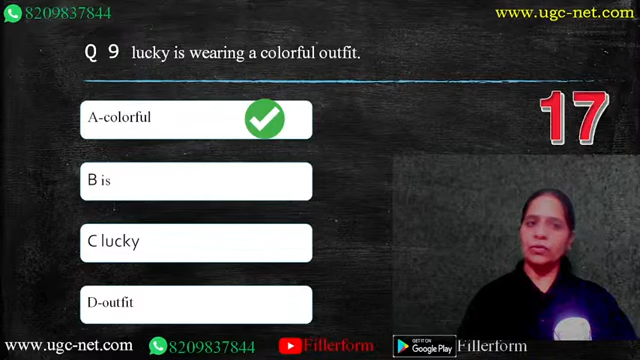 8209837844
www.ugc-net.com
Q 9 lucky is wearing a colorful outfit.
17
A-colorful
B is
C lucky
D-outfit
www.ugc-net.com
8209837844
Fillerform
GET IT ON
Google Play
Fillerform